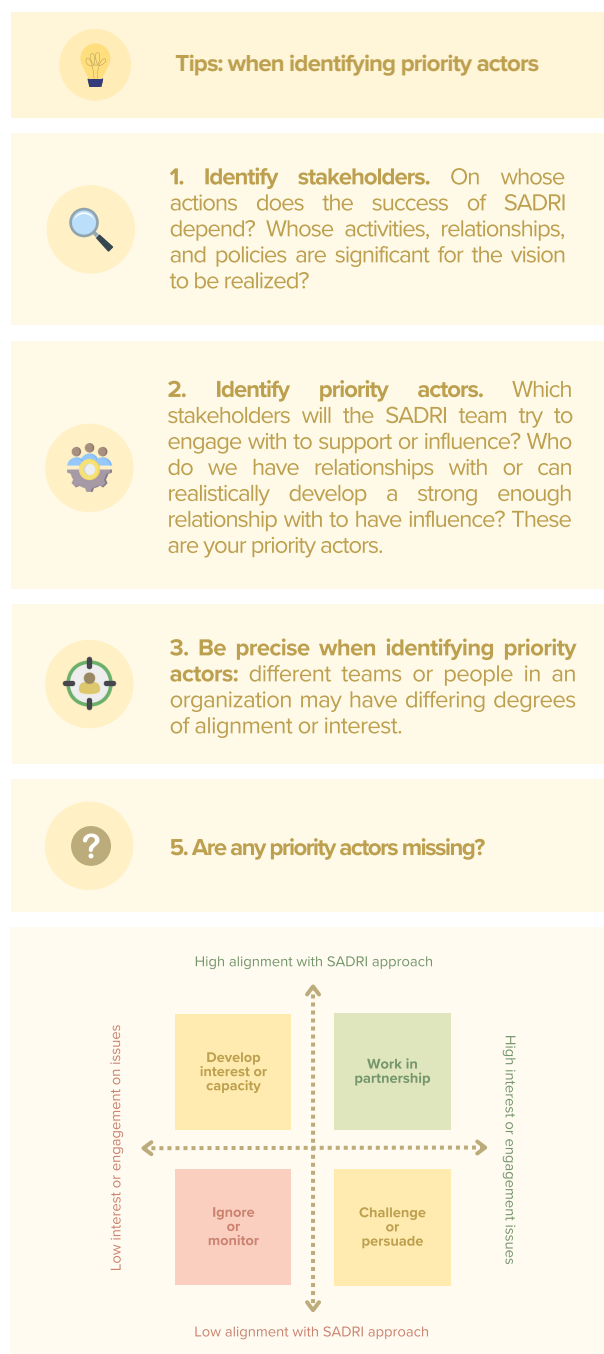 Tips: when identifying priority actors
1. Identify stakeholders. On whose
actions does the success of SADRI
depend? Whose activities, relationships,
and policies are significant for the vision
to be realized?
2. Identify priority actors. Which
stakeholders will the SADRI team try to
engage with to support or influence? Who
do we have relationships with or can
realistically develop a strong enough
relationship with to have influence? These
are your priority actors.
3. Be precise when identifying priority
actors: different teams or people in an
organization may have differing degrees
of alignment or interest.
5. Are any priority actors missing?
High alignment with SADRI approach
Low interest or engagement on issues
Develop
interest or
capacity
Work in
partnership
High interest or engagement issues
Ignore
or
monitor
Challenge
or
persuade
Low alignment with SADRI approach